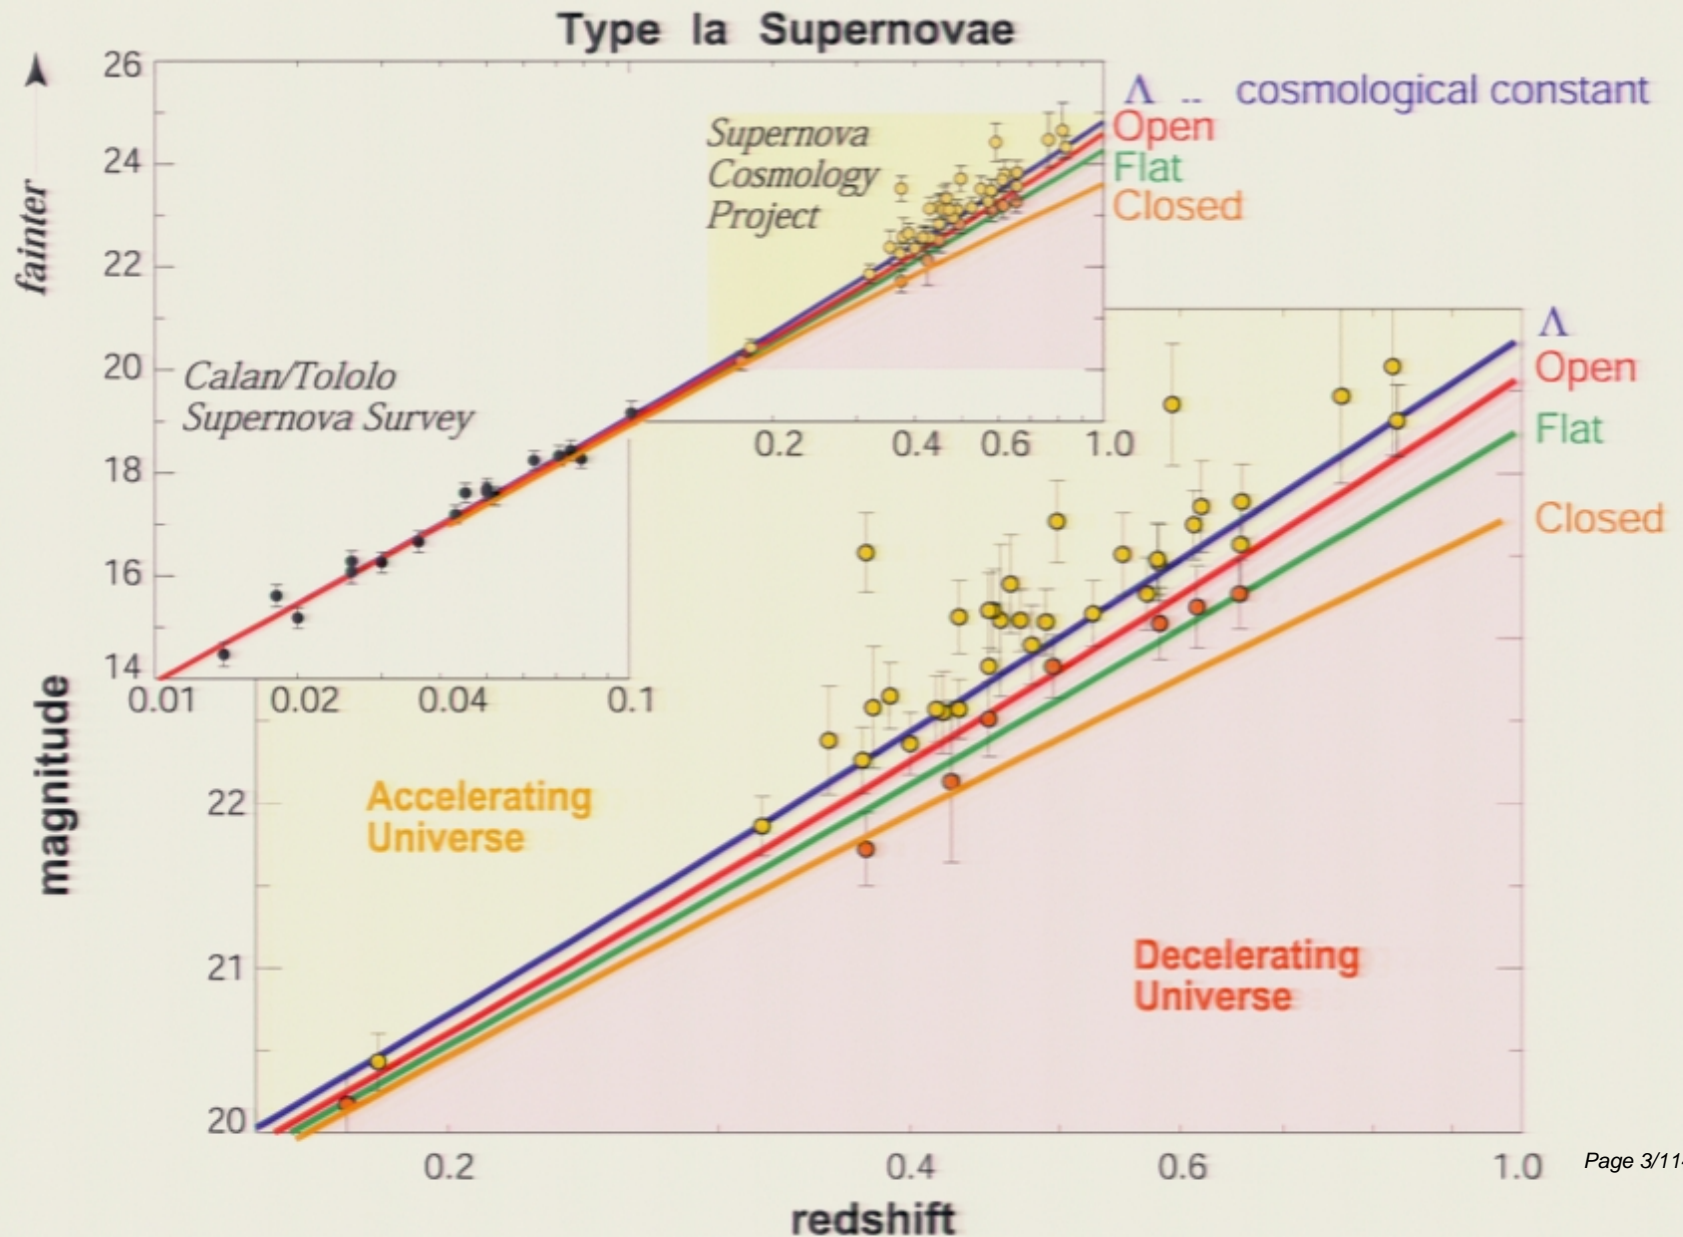 Type Ia Supernovae
26
24
22
20
18
16
14
fainter
magnitude
Λ -- cosmological constant
Open
Flat
Closed
Supernova
Cosmology
Project
Calan/Tololo
Supernova Survey
0.2
0.4
0.6
1.0
0.01
0.02
0.04
0.1
Λ
Open
Flat
Closed
Accelerating
Universe
Decelerating
Universe
22
21
20
0.2
0.4
0.6
1.0
redshift